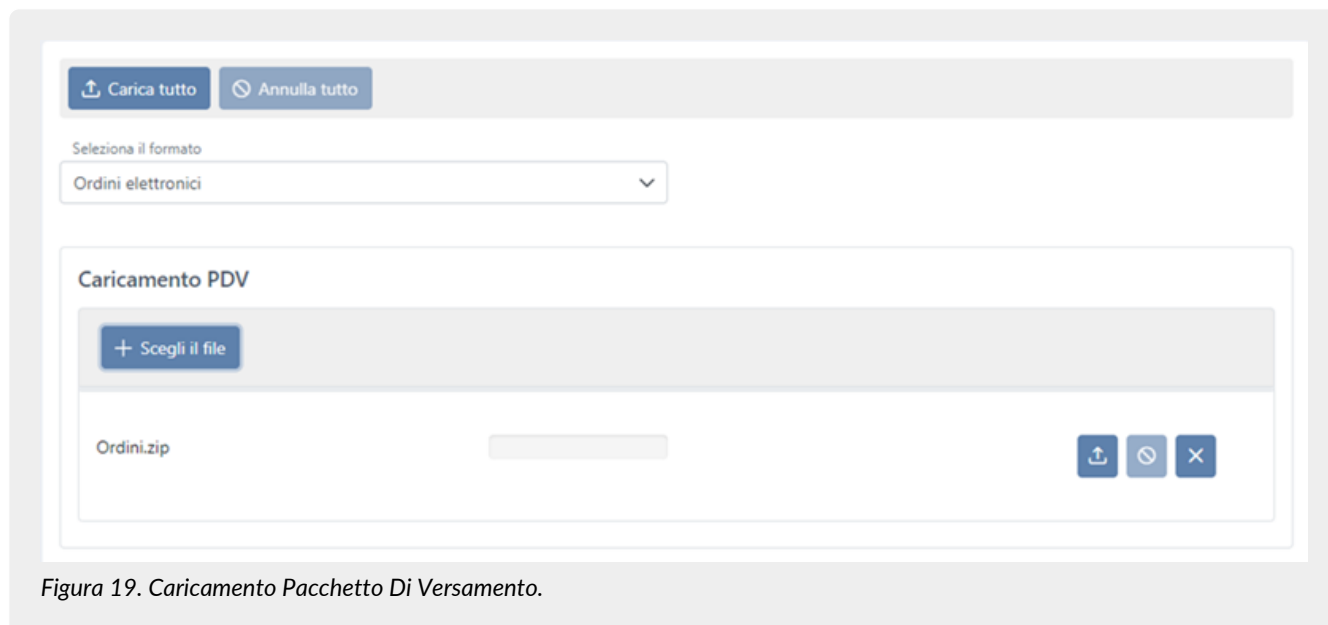 Carica tutto Annulla tutto
Seleziona il formato
Ordini elettronici
Caricamento PDV
Scegli il file
Ordini.zip
Figura 19. Caricamento Pacchetto Di Versamento.